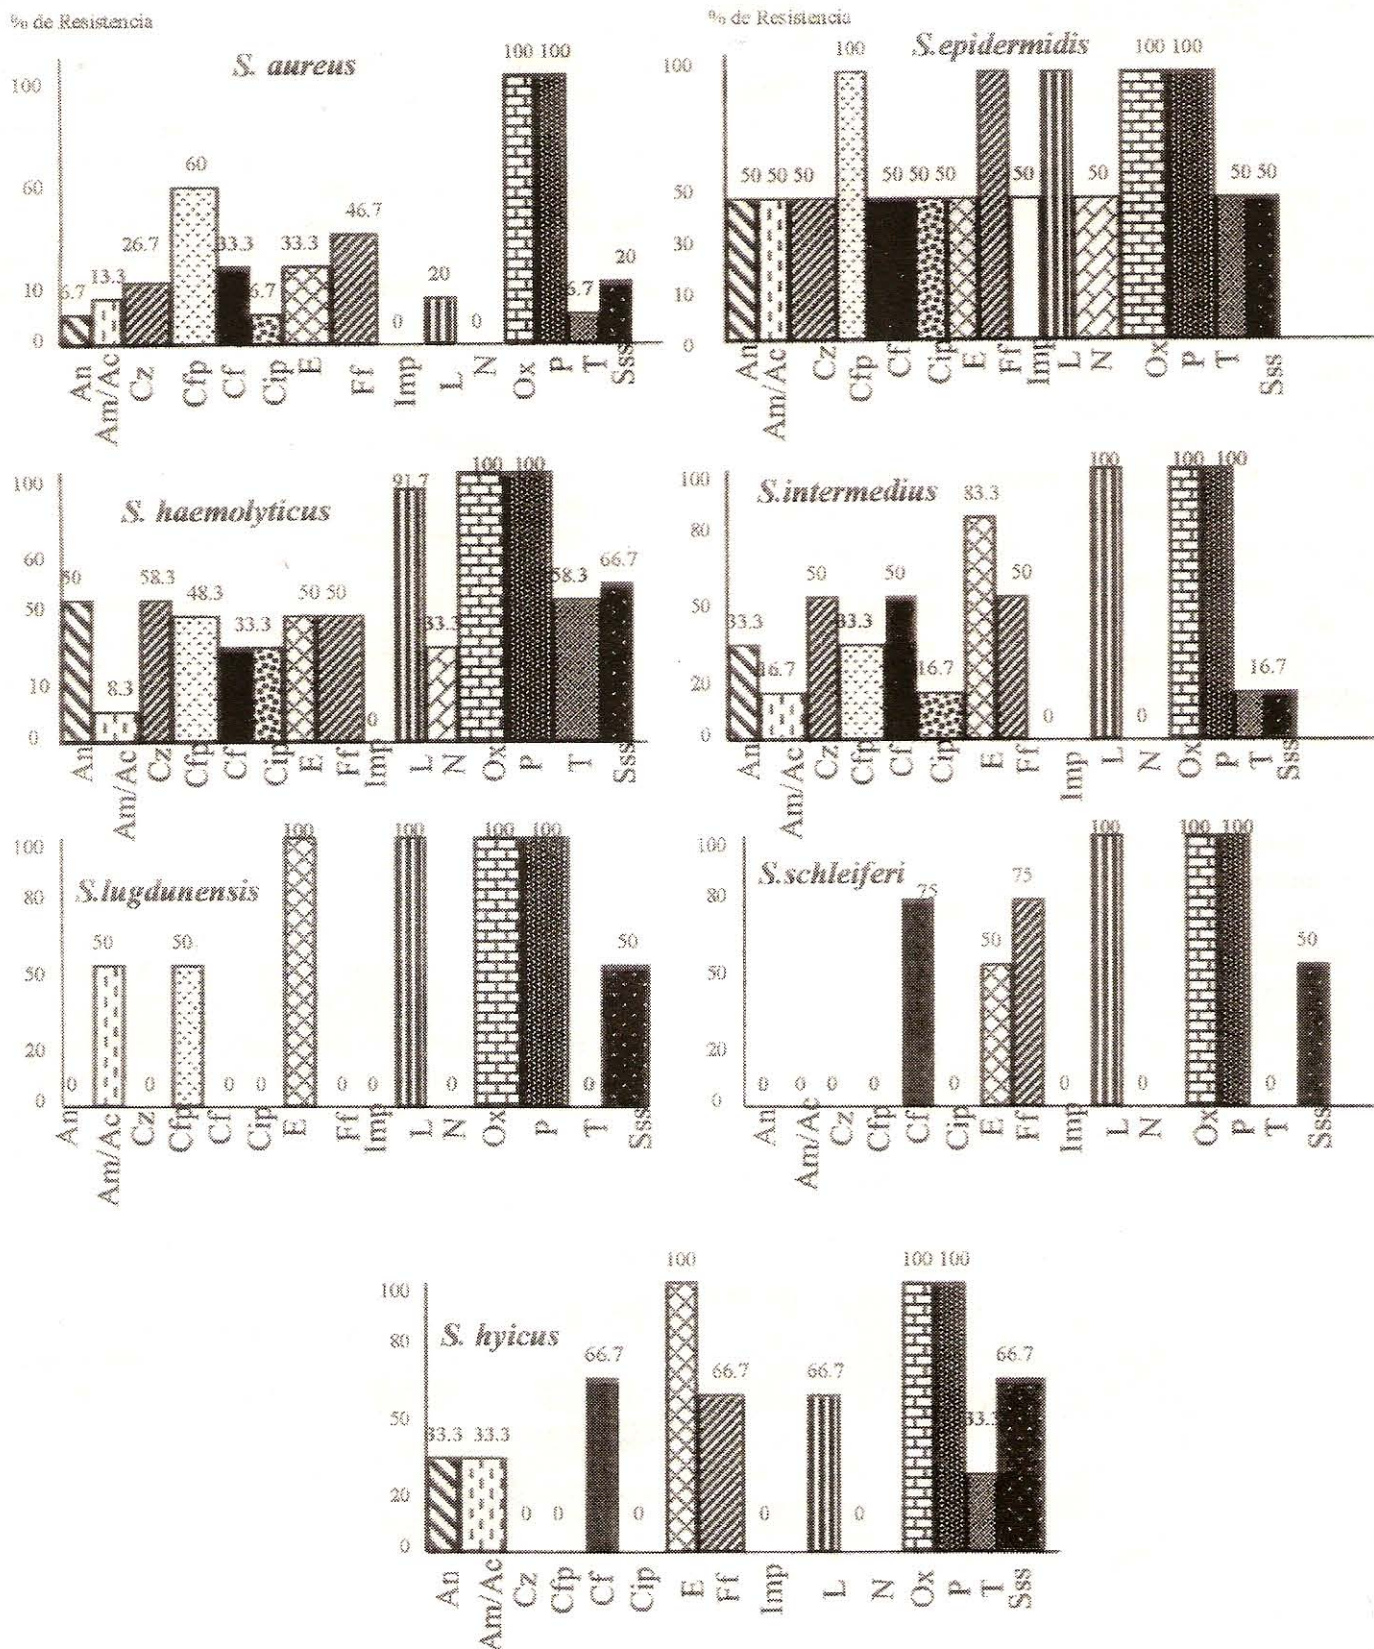 % de Resistencia
S. aureus
100
60
10
0
6.7
13.3
26.7
60
33.3
6.7
33.3
46.7
0
20
0
100 100
6.7
20
An
Am/Ac
Cz
Cfp
Cf
Cip
E
Ff
Imp
L
N
Ox
P
T
Sss
% de Resistencia
S.epidermidis
100
50
30
10
0
50 50 50
100
50 50 50
50
50
100 100
50 50
An
Am/Ac
Cz
Cfp
Cf
Cip
E
Ff
Imp
L
N
Ox
P
T
Sss
S. haemolyticus
100
60
50
10
0
50
8.3
58.3
48.3
33.3
50 50
0
91.7
33.3
100 100
58.3
66.7
An
Am/Ac
Cz
Cfp
Cf
Cip
E
Ff
Imp
L
N
Ox
P
T
Sss
S.intermedius
100
80
50
20
0
33.3
16.7
50
33.3
50
16.7
83.3
50
0
100
0
100 100
16.7
An
Am/Ac
Cz
Cfp
Cf
Cip
E
Ff
Imp
L
N
Ox
P
T
Sss
S.lugdunensis
100
80
50
20
0
0
50
0
50
0
0
100
0
0
100
0
100 100
0
50
An
Am/Ac
Cz
Cfp
Cf
Cip
E
Ff
Imp
L
N
Ox
P
T
Sss
S.schleiferi
100
80
50
20
0
0
0
0
0
75
0
50
75
0
100
0
100 100
0
50
An
Am/Ac
Cz
Cfp
Cf
Cip
E
Ff
Imp
L
N
Ox
P
T
Sss
S. hyicus
100
80
50
20
0
33.3 33.3
0
0
66.7
0
100
66.7
0
66.7
0
100 100
33.3
66.7
An
Am/Ac
Cz
Cfp
Cf
Cip
E
Ff
Imp
L
N
Ox
P
T
Sss